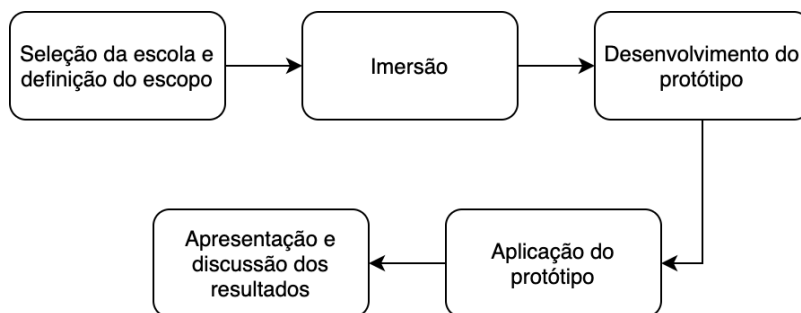 Seleção da escola e
definição do escopo
Imersão
Desenvolvimento do
protótipo
Aplicação do
protótipo
Apresentação e
discussão dos
resultados